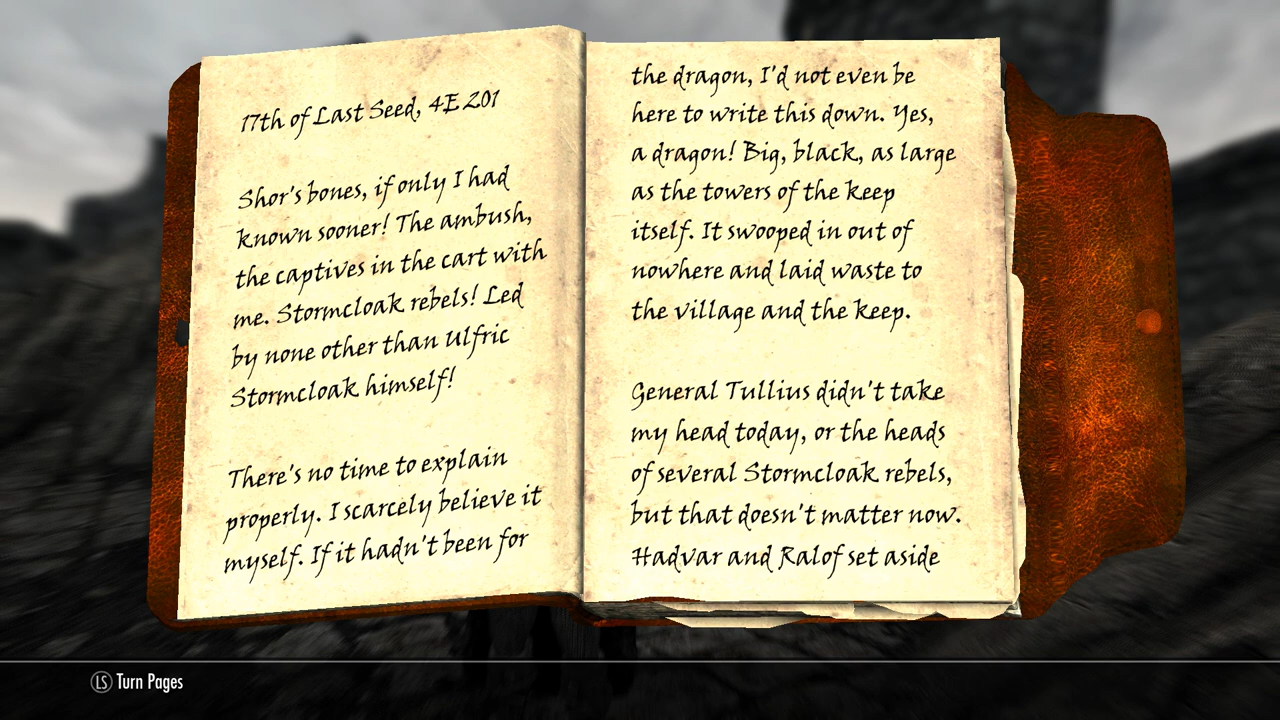 17th of Last Seed, 4E 201
Shor's bones, if only I had
known sooner! The ambush,
the captives in the cart with
me. Stormcloak rebels! Led
by none other than Ulfric
Stormcloak himself!
There's no time to explain
properly. I scarcely believe it
myself. If it hadn't been for
the dragon, I'd not even be
here to write this down. Yes,
a dragon! Big, black, as large
as the towers of the keep
itself. It swooped in out of
nowhere and laid waste to
the village and the keep.
General Tullius didn't take
my head today, or the heads
of several Stormcloak rebels,
but that doesn't matter now.
Hadvar and Ralof set aside
LS Turn Pages